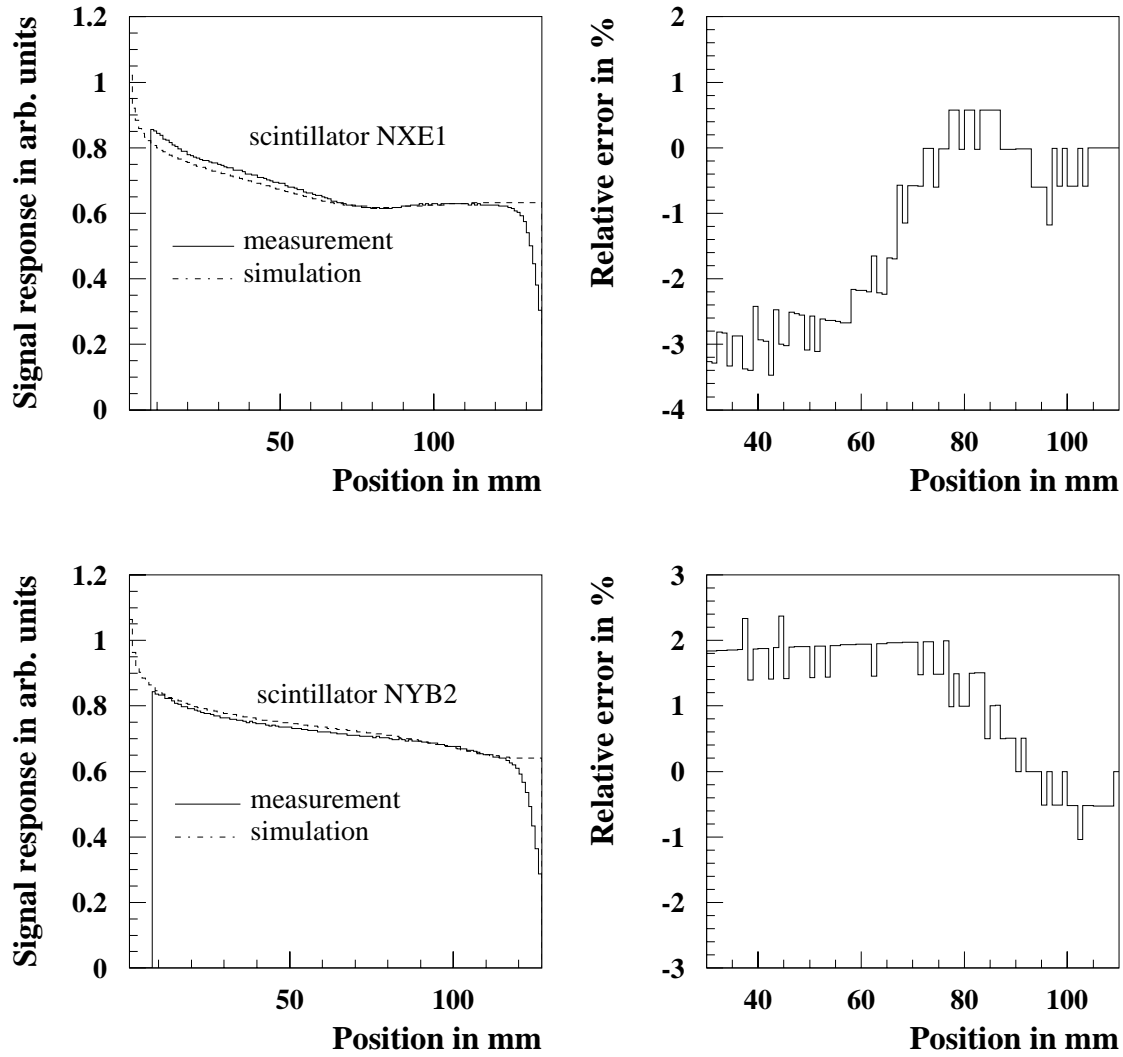 Signal response in arb. units
1.2
1
0.8
0.6
0.4
0.2
0
scintillator NXE1
measurement
simulation
50
100
Position in mm
Relative error in %
2
1
0
-1
-2
-3
-4
40
60
80
100
Position in mm
Signal response in arb. units
1.2
1
0.8
0.6
0.4
0.2
0
scintillator NYB2
measurement
simulation
50
100
Position in mm
Relative error in %
3
2
1
0
-1
-2
-3
40
60
80
100
Position in mm